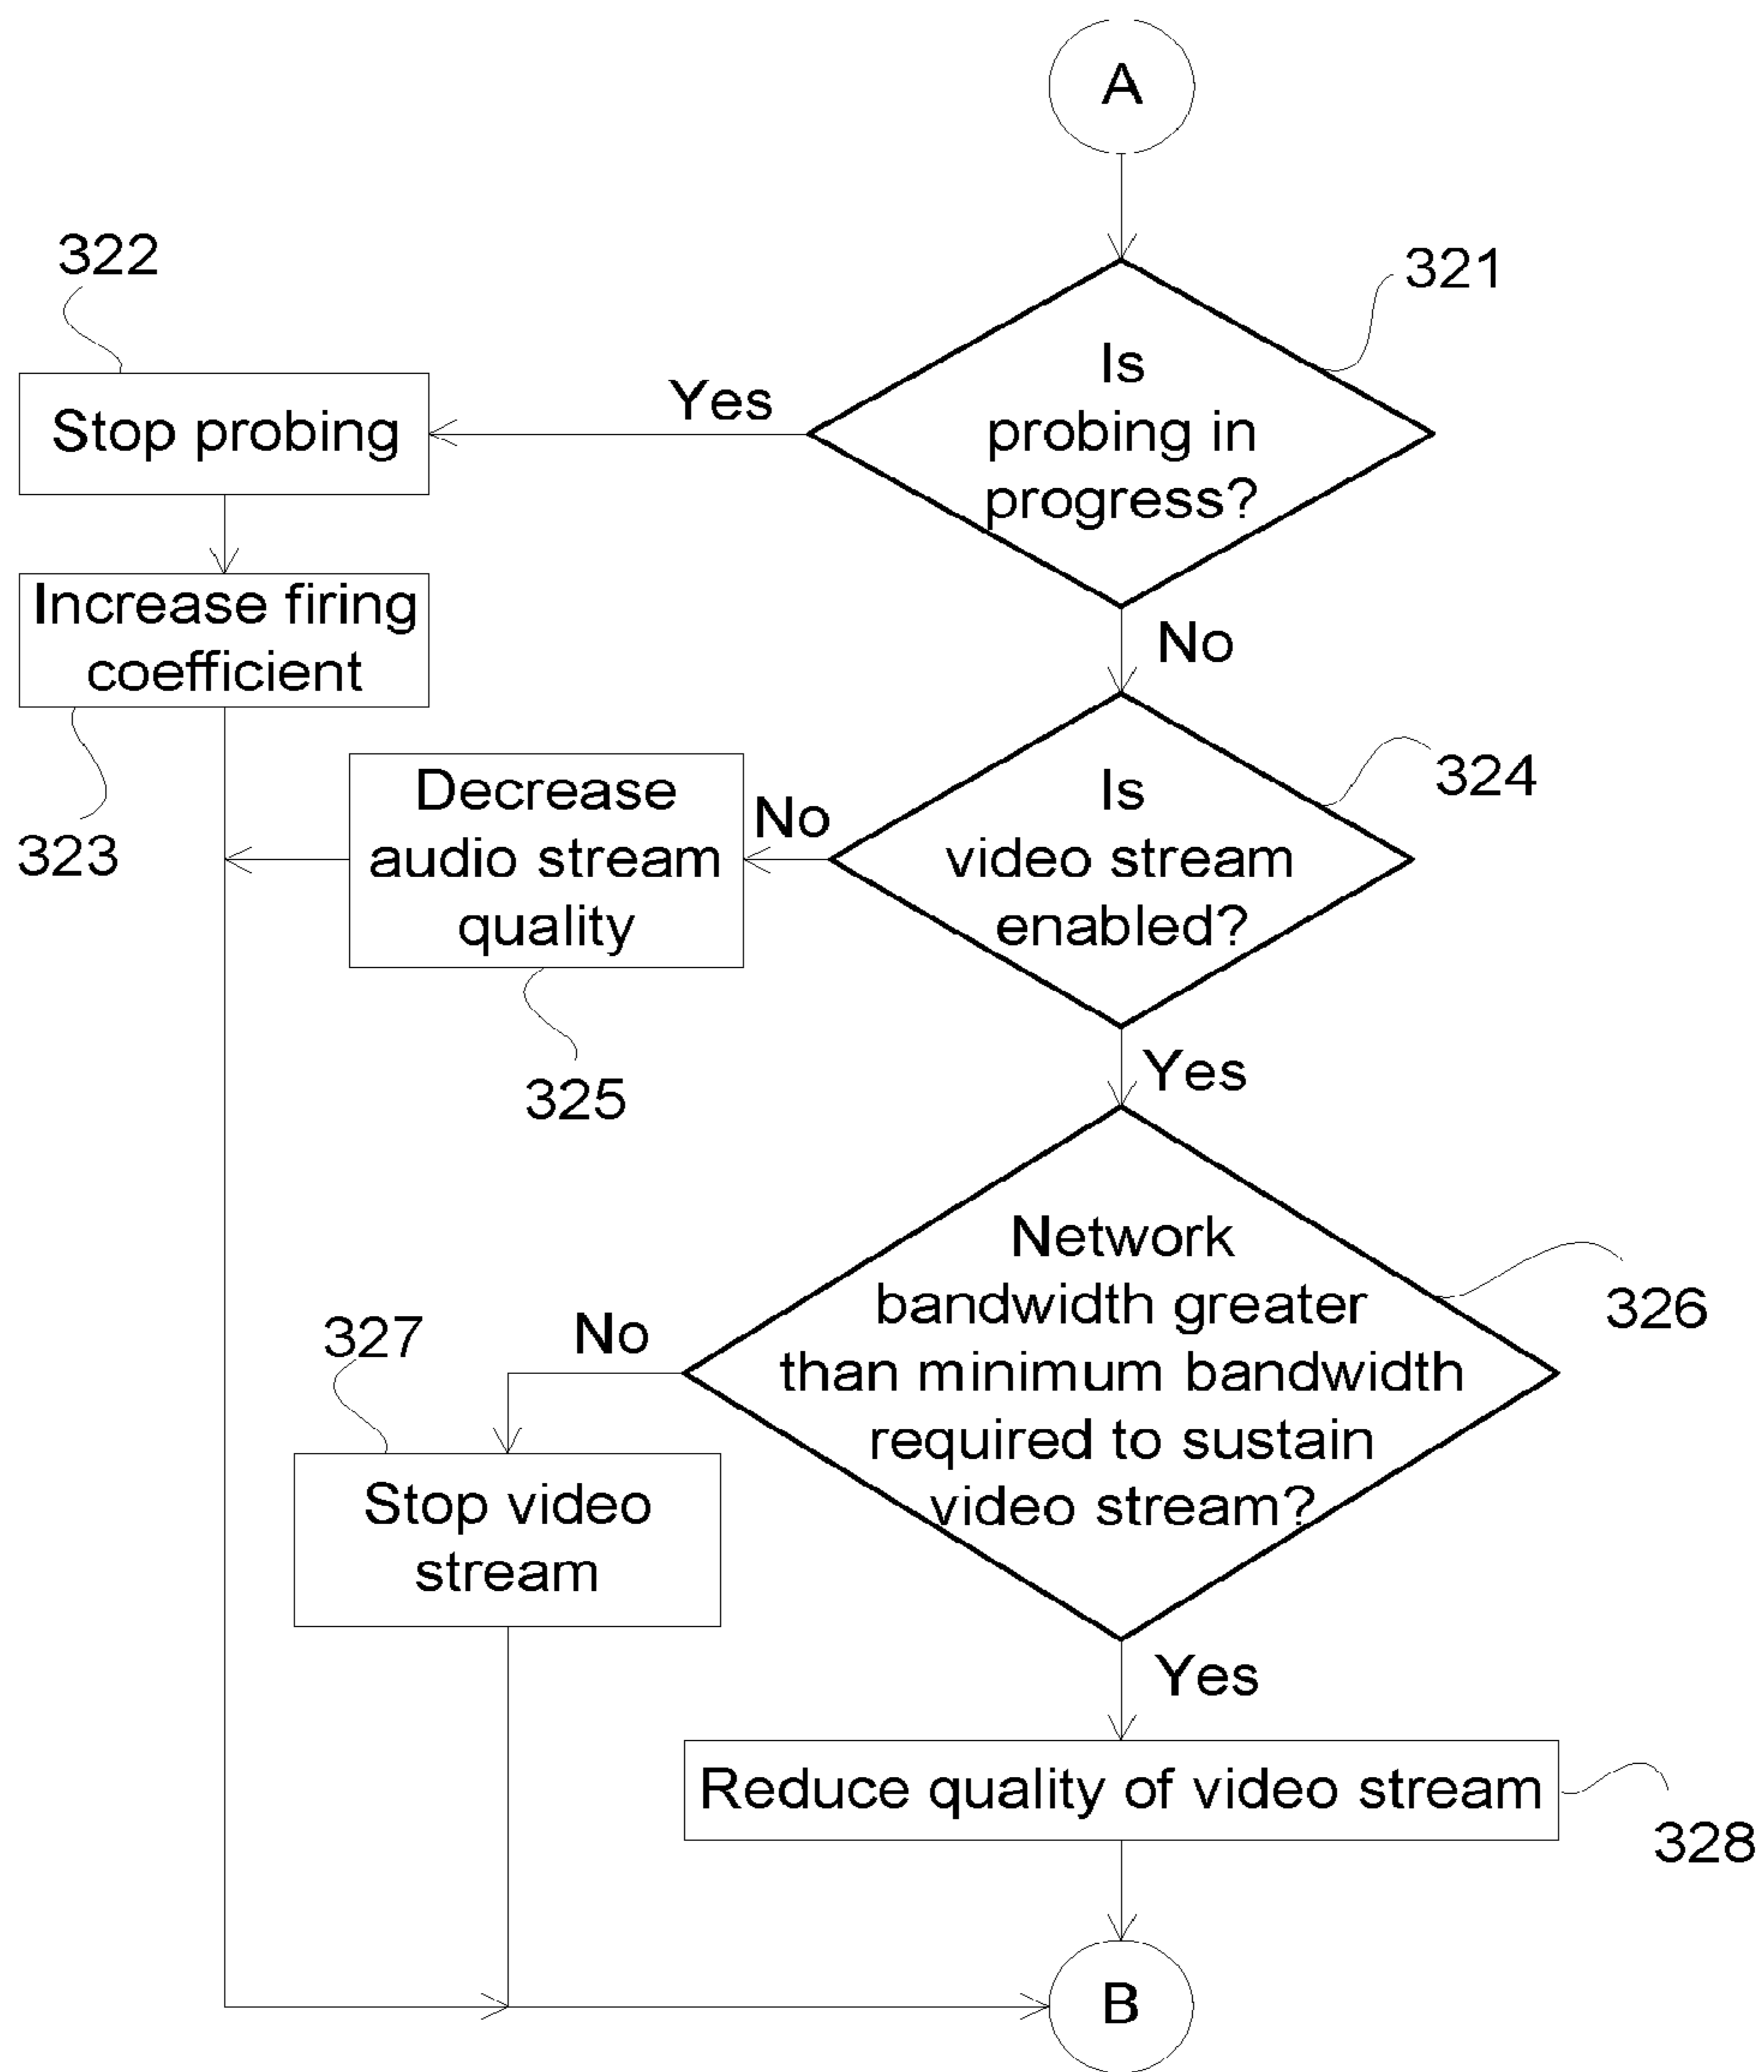 A
322
321
Is
probing in
progress?
Yes
Stop probing
Increase firing
coefficient
No
323
324
Is
video stream
enabled?
No
Decrease
audio stream
quality
325
Yes
Network
bandwidth greater
than minimum bandwidth
required to sustain
video stream?
326
No
327
Stop video
stream
Yes
Reduce quality of video stream
328
B